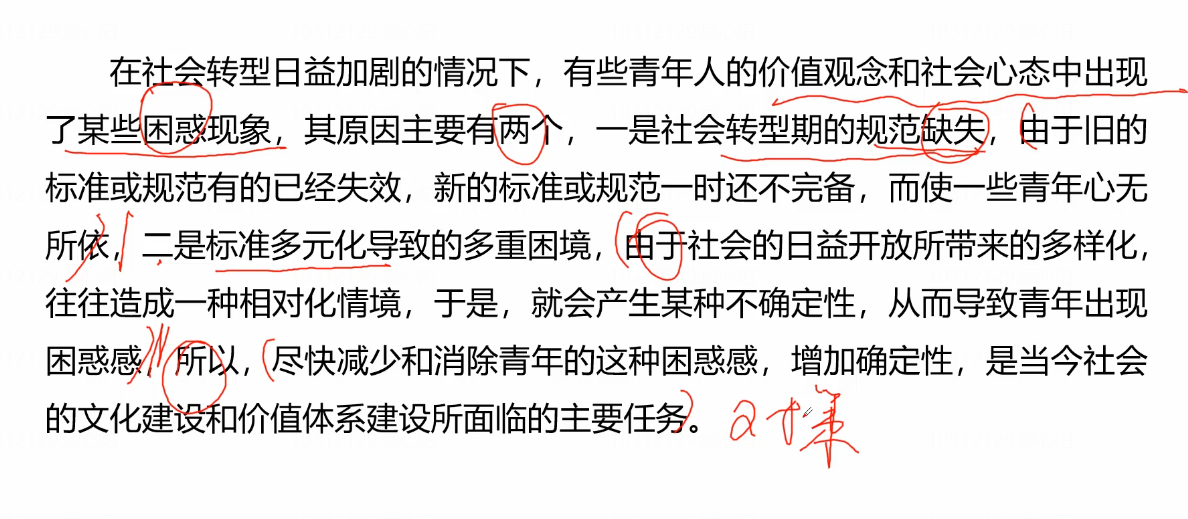 在社会转型日益加剧的情况下，有些青年人的价值观念和社会心态中出现
了某些困惑现象，其原因主要有两个，一是社会转型期的规范缺失，由于旧的
标准或规范有的已经失效，新的标准或规范一时还不完备，而使一些青年心无
所依，二是标准多元化导致的多重困境，由于社会的日益开放所带来的多样化，
往往造成一种相对化情境，于是，就会产生某种不确定性，从而导致青年出现
困惑感，所以，尽快减少和消除青年的这种困惑感，增加确定性，是当今社会
的文化建设和价值体系建设所面临的主要任务。